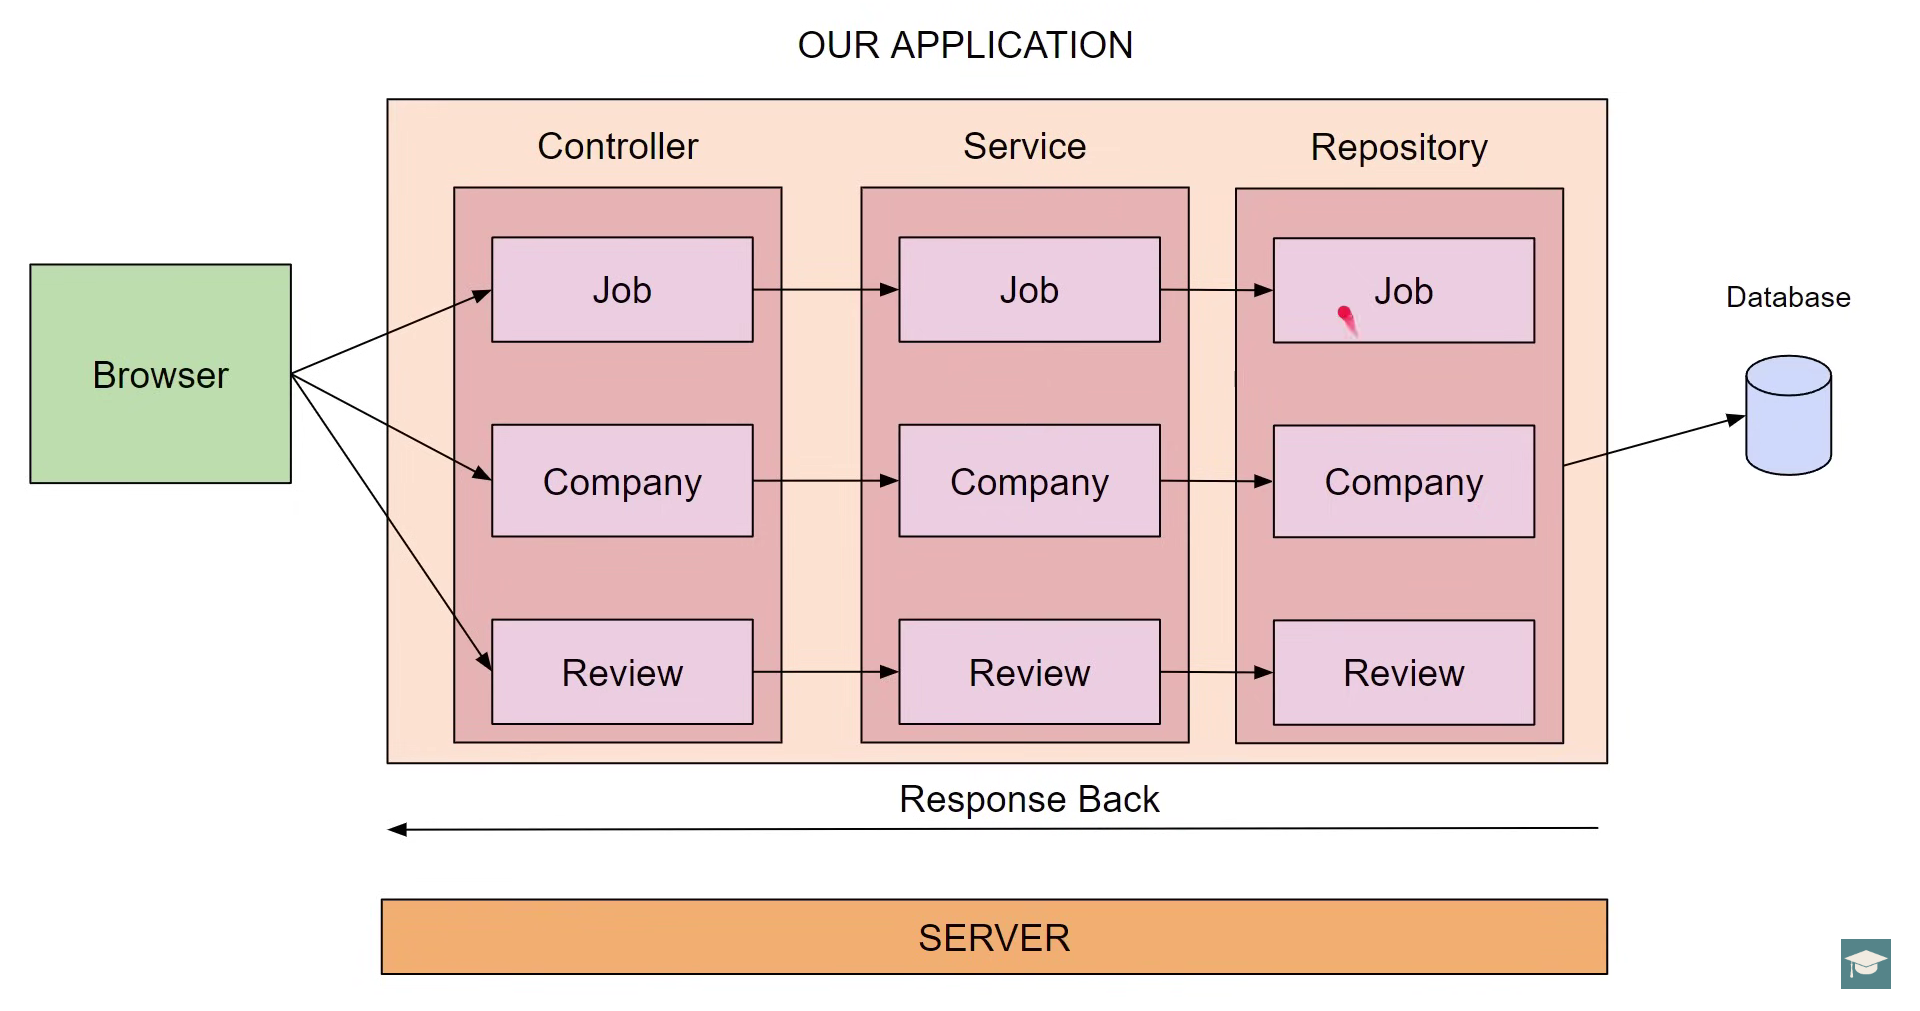 OUR APPLICATION
Controller
Service
Repository
Job
Job
Job
Database
Browser
Company
Company
Company
Review
Review
Review
Response Back
SERVER